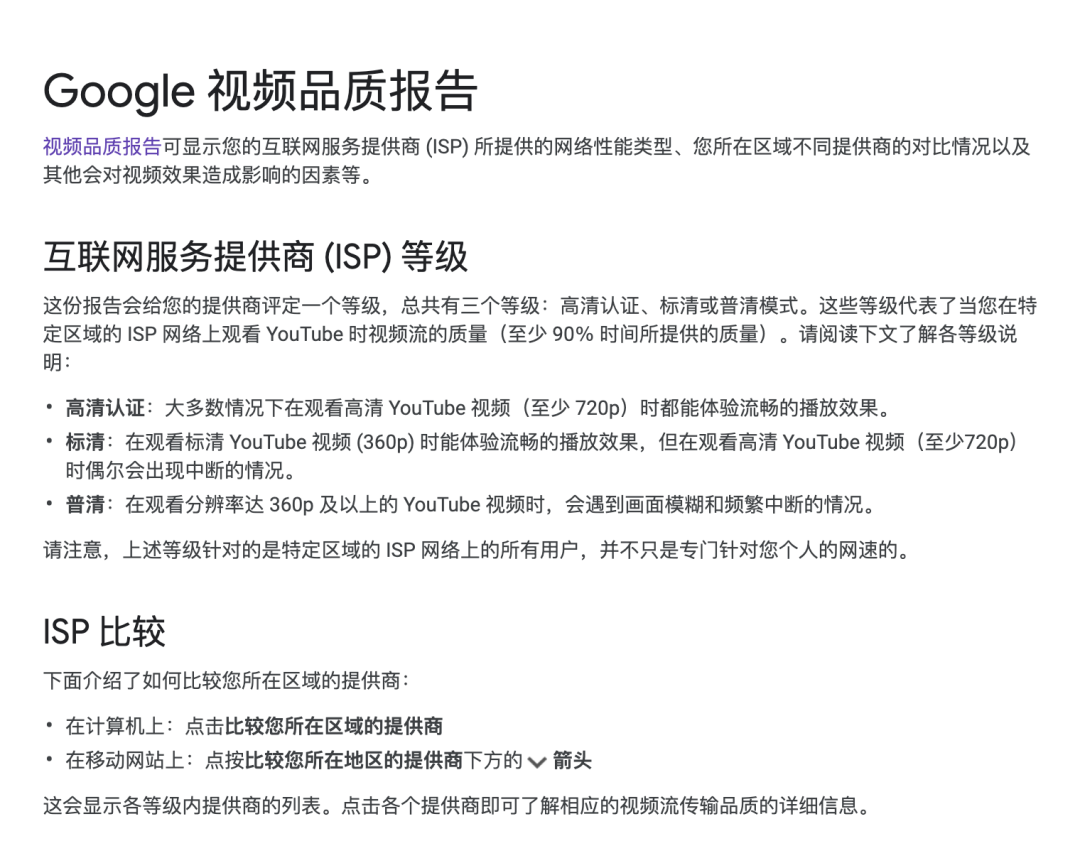 Google 视频品质报告
视频品质报告可显示您的互联网服务提供商 (ISP) 所提供的网络性能类型、您所在区域不同提供商的对比情况以及
其他会对视频效果造成影响的因素等。
互联网服务提供商 (ISP) 等级
这份报告会给您的提供商评定一个等级，总共有三个等级：高清认证、标清或普清模式。这些等级代表了当您在特
定区域的 ISP 网络上观看 YouTube 时视频流的质量（至少 90% 时间所提供的质量）。请阅读下文了解各等级说
明：
• 高清认证：大多数情况下在观看高清 YouTube 视频（至少 720p）时都能体验流畅的播放效果。
• 标清：在观看标清 YouTube 视频 (360p) 时能体验流畅的播放效果，但在观看高清 YouTube 视频（至少720p）
时偶尔会出现中断的情况。
• 普清：在观看分辨率达 360p 及以上的 YouTube 视频时，会遇到画面模糊和频繁中断的情况。
请注意，上述等级针对的是特定区域的 ISP 网络上的所有用户，并不只是专门针对您个人的网速的。
ISP 比较
下面介绍了如何比较您所在区域的提供商：
• 在计算机上：点击比较您所在区域的提供商
• 在移动网站上：点按比较您所在地区的提供商下方的 箭头
这会显示各等级内提供商的列表。点击各个提供商即可了解相应的视频流传输品质的详细信息。